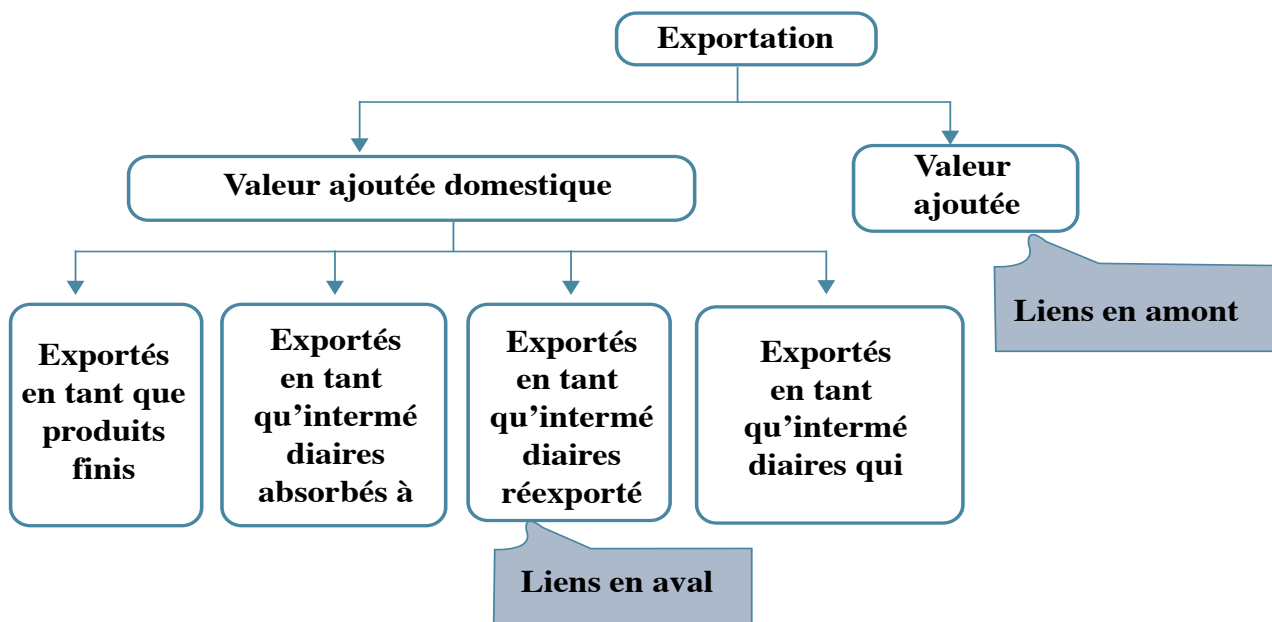 Exportation
Valeur ajoutée domestique
Valeur
ajoutée
Liens en amont
Exportés
en tant que
produits
finis
Exportés
en tant
qu’intermé
diaires
absorbés à
Exportés
en tant
qu’intermé
diaires
réexporté
Exportés
en tant
qu’intermé
diaires qui
Liens en aval